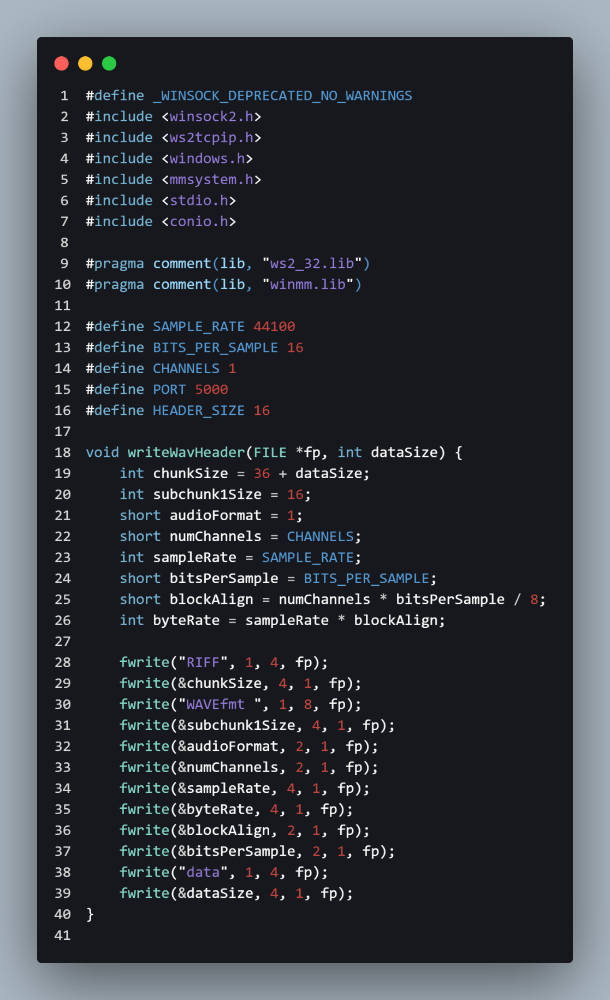 1 #define _WINSOCK_DEPRECATED_NO_WARNINGS
2 #include <winsock2.h>
3 #include <ws2tcpip.h>
4 #include <windows.h>
5 #include <mmsystem.h>
6 #include <stdio.h>
7 #include <conio.h>
8
9 #pragma comment(lib, "ws2_32.lib")
10 #pragma comment(lib, "winmm.lib")
11
12 #define SAMPLE_RATE 44100
13 #define BITS_PER_SAMPLE 16
14 #define CHANNELS 1
15 #define PORT 5000
16 #define HEADER_SIZE 16
17
18 void writeWavHeader(FILE *fp, int dataSize) {
19     int chunkSize = 36 + dataSize;
20     int subchunk1Size = 16;
21     short audioFormat = 1;
22     short numChannels = CHANNELS;
23     int sampleRate = SAMPLE_RATE;
24     short bitsPerSample = BITS_PER_SAMPLE;
25     short blockAlign = numChannels * bitsPerSample / 8;
26     int byteRate = sampleRate * blockAlign;
27
28     fwrite("RIFF", 1, 4, fp);
29     fwrite(&chunkSize, 4, 1, fp);
30     fwrite("WAVEfmt ", 1, 8, fp);
31     fwrite(&subchunk1Size, 4, 1, fp);
32     fwrite(&audioFormat, 2, 1, fp);
33     fwrite(&numChannels, 2, 1, fp);
34     fwrite(&sampleRate, 4, 1, fp);
35     fwrite(&byteRate, 4, 1, fp);
36     fwrite(&blockAlign, 2, 1, fp);
37     fwrite(&bitsPerSample, 2, 1, fp);
38     fwrite("data", 1, 4, fp);
39     fwrite(&dataSize, 4, 1, fp);
40 }
41